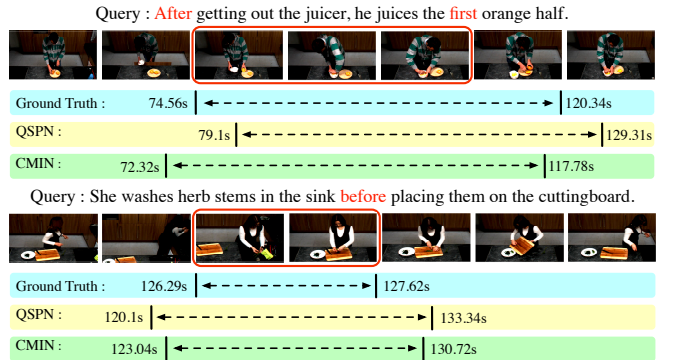 Query : After getting out the juicer, he juices the first orange half.
Ground Truth : 74.56s 120.34s
QSPN : 79.1s 129.31s
CMIN : 72.32s 117.78s
Query : She washes herb stems in the sink before placing them on the cuttingboard.
Ground Truth : 126.29s 127.62s
QSPN : 120.1s 133.34s
CMIN : 123.04s 130.72s